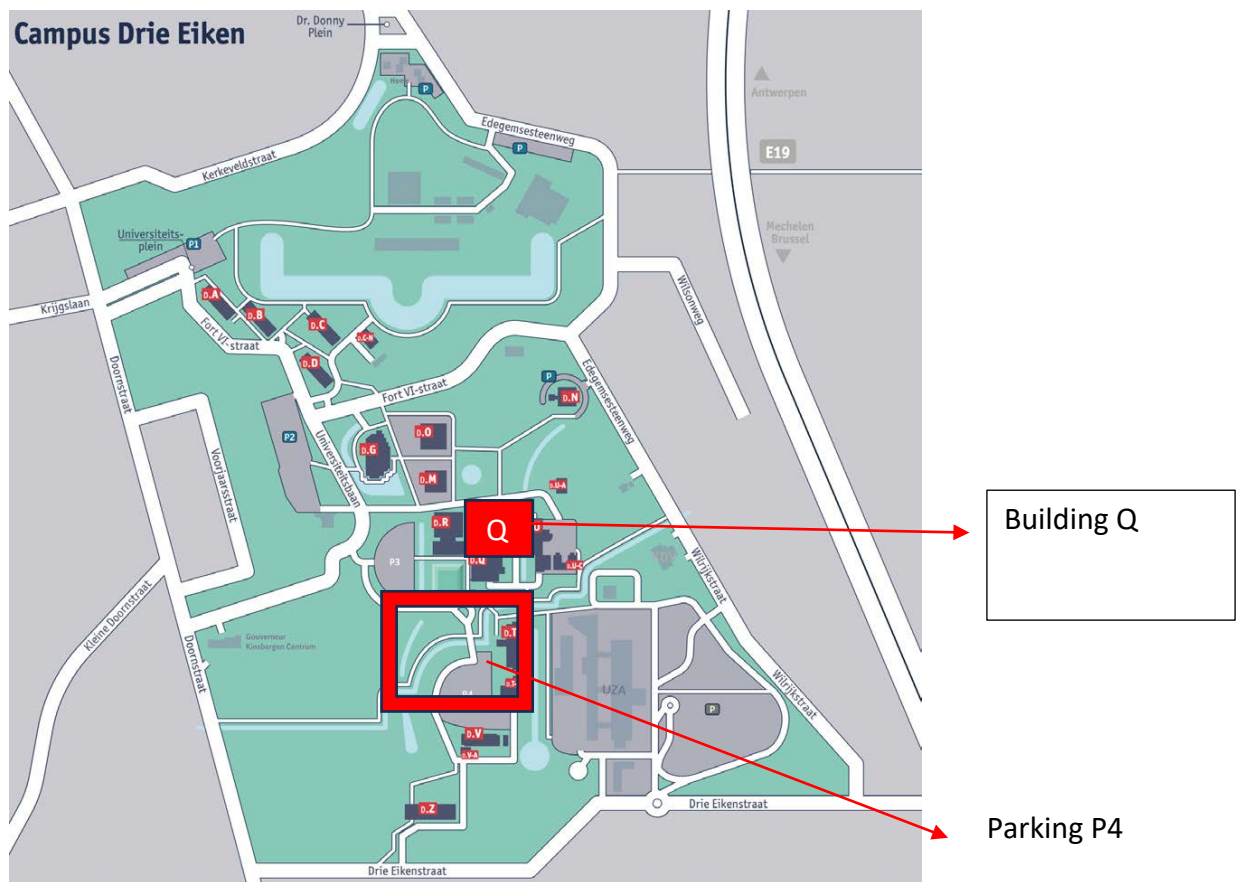 Campus Drie Eiken
Dr. Donny
Plein
Home
P
Antwerpen
Edegemsesteenweg
P
E19
Kerkeveldstraat
Universiteits-
plein
P1
Mechelen
Brussel
Krijgslaan
D.A
D.B
D.C
D.C-N
Wilsonweg
Fort VI-straat
D.D
Doornstraat
Fort VI-straat
P
D.N
Edegemsesteenweg
P2
Universiteitsbaan
D.G
D.O
D.M
Voorjaarsstraat
D.U-A
D.R
Q
U
Building Q
P3
D.Q
D.U-C
Wilrijkstraat
Kleine Doornstraat
Gouverneur
Kinsbergen Centrum
Doornstraat
D.T
UZA
P4
Wilrijkstraat
P
D.V
D.V-A
D.Z
Drie Eikenstraat
Parking P4
Drie Eikenstraat